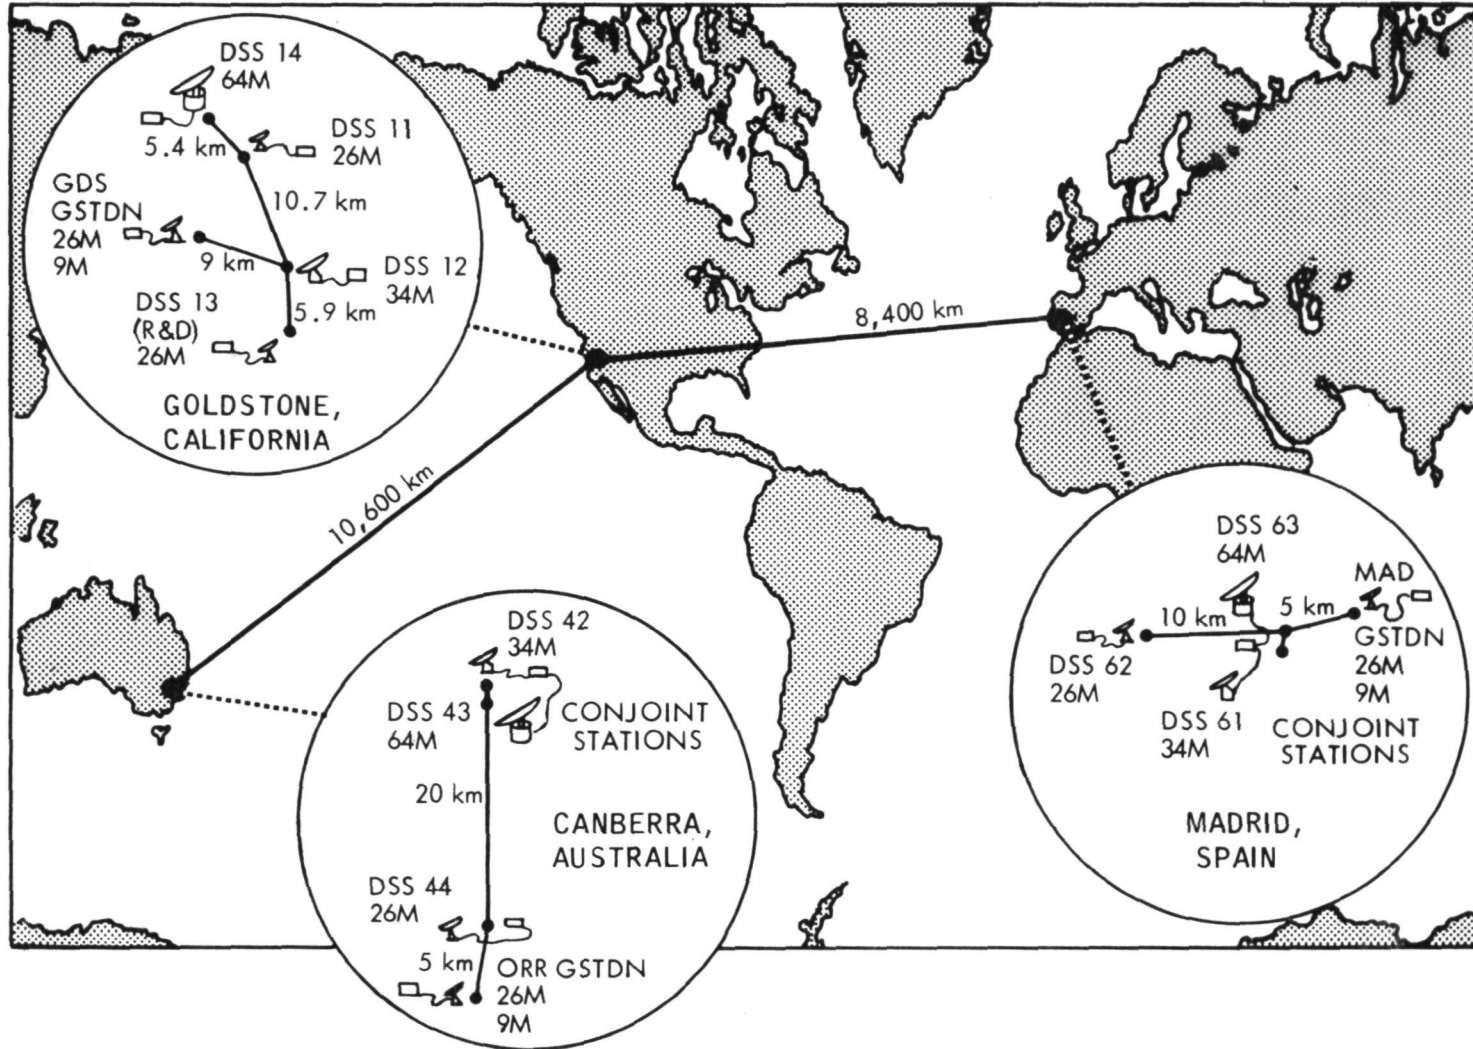 DSS 14
64M
5.4 km
DSS 11
26M
10.7 km
GDS
GSTDN
26M
9M
9 km
DSS 12
34M
DSS 13
(R&D)
26M
5.9 km
GOLDSTONE,
CALIFORNIA
8,400 km
10,600 km
DSS 42
34M
DSS 43
64M
CONJOINT
STATIONS
20 km
CANBERRA,
AUSTRALIA
DSS 44
26M
5 km
ORR GSTDN
26M
9M
DSS 63
64M
MAD
10 km
5 km
GSTDN
26M
9M
DSS 62
26M
DSS 61
34M
CONJOINT
STATIONS
MADRID,
SPAIN